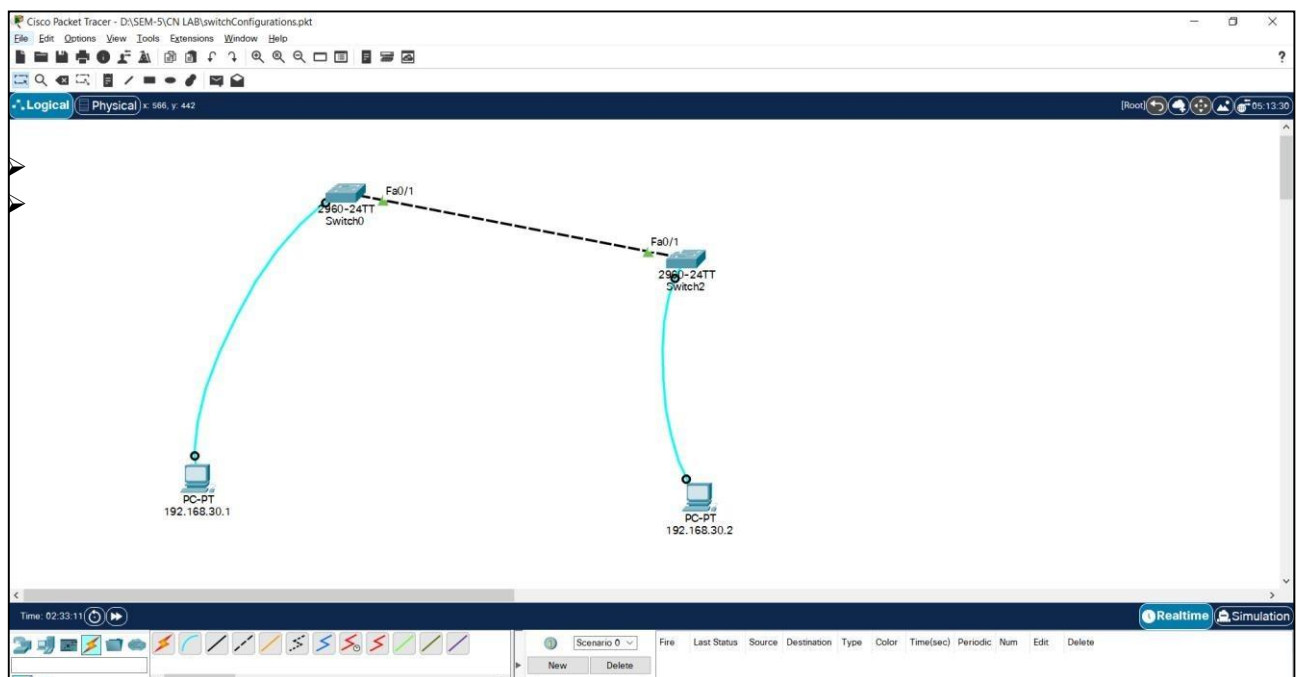 Cisco Packet Tracer - D:\SEM-5\CN LAB\switchConfigurations.pkt
File Edit Options View Tools Extensions Window Help
?
Logical Physical x: 566, y: 442 [Root] 05:13:30
Fa0/1
2960-24TT
Switch0
Fa0/1
2960-24TT
Switch2
PC-PT
192.168.30.1
PC-PT
192.168.30.2
Time: 02:33:11 Realtime Simulation
Scenario 0 Fire Last Status Source Destination Type Color Time(sec) Periodic Num Edit Delete
New Delete